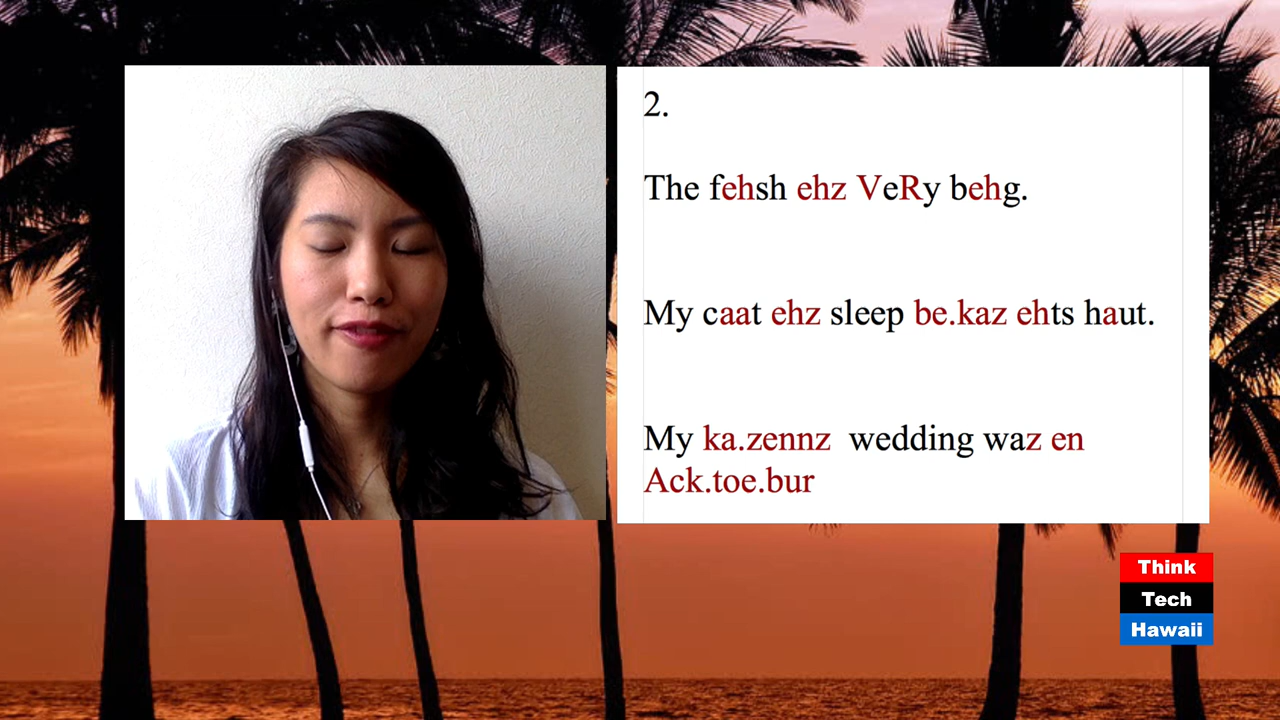 2.
The fehsh ehz VeRy behg.
My caat ehz sleep be.kaz ehts haut.
My ka.zennz wedding waz en
Ack.toe.bur
Think
Tech
Hawaii